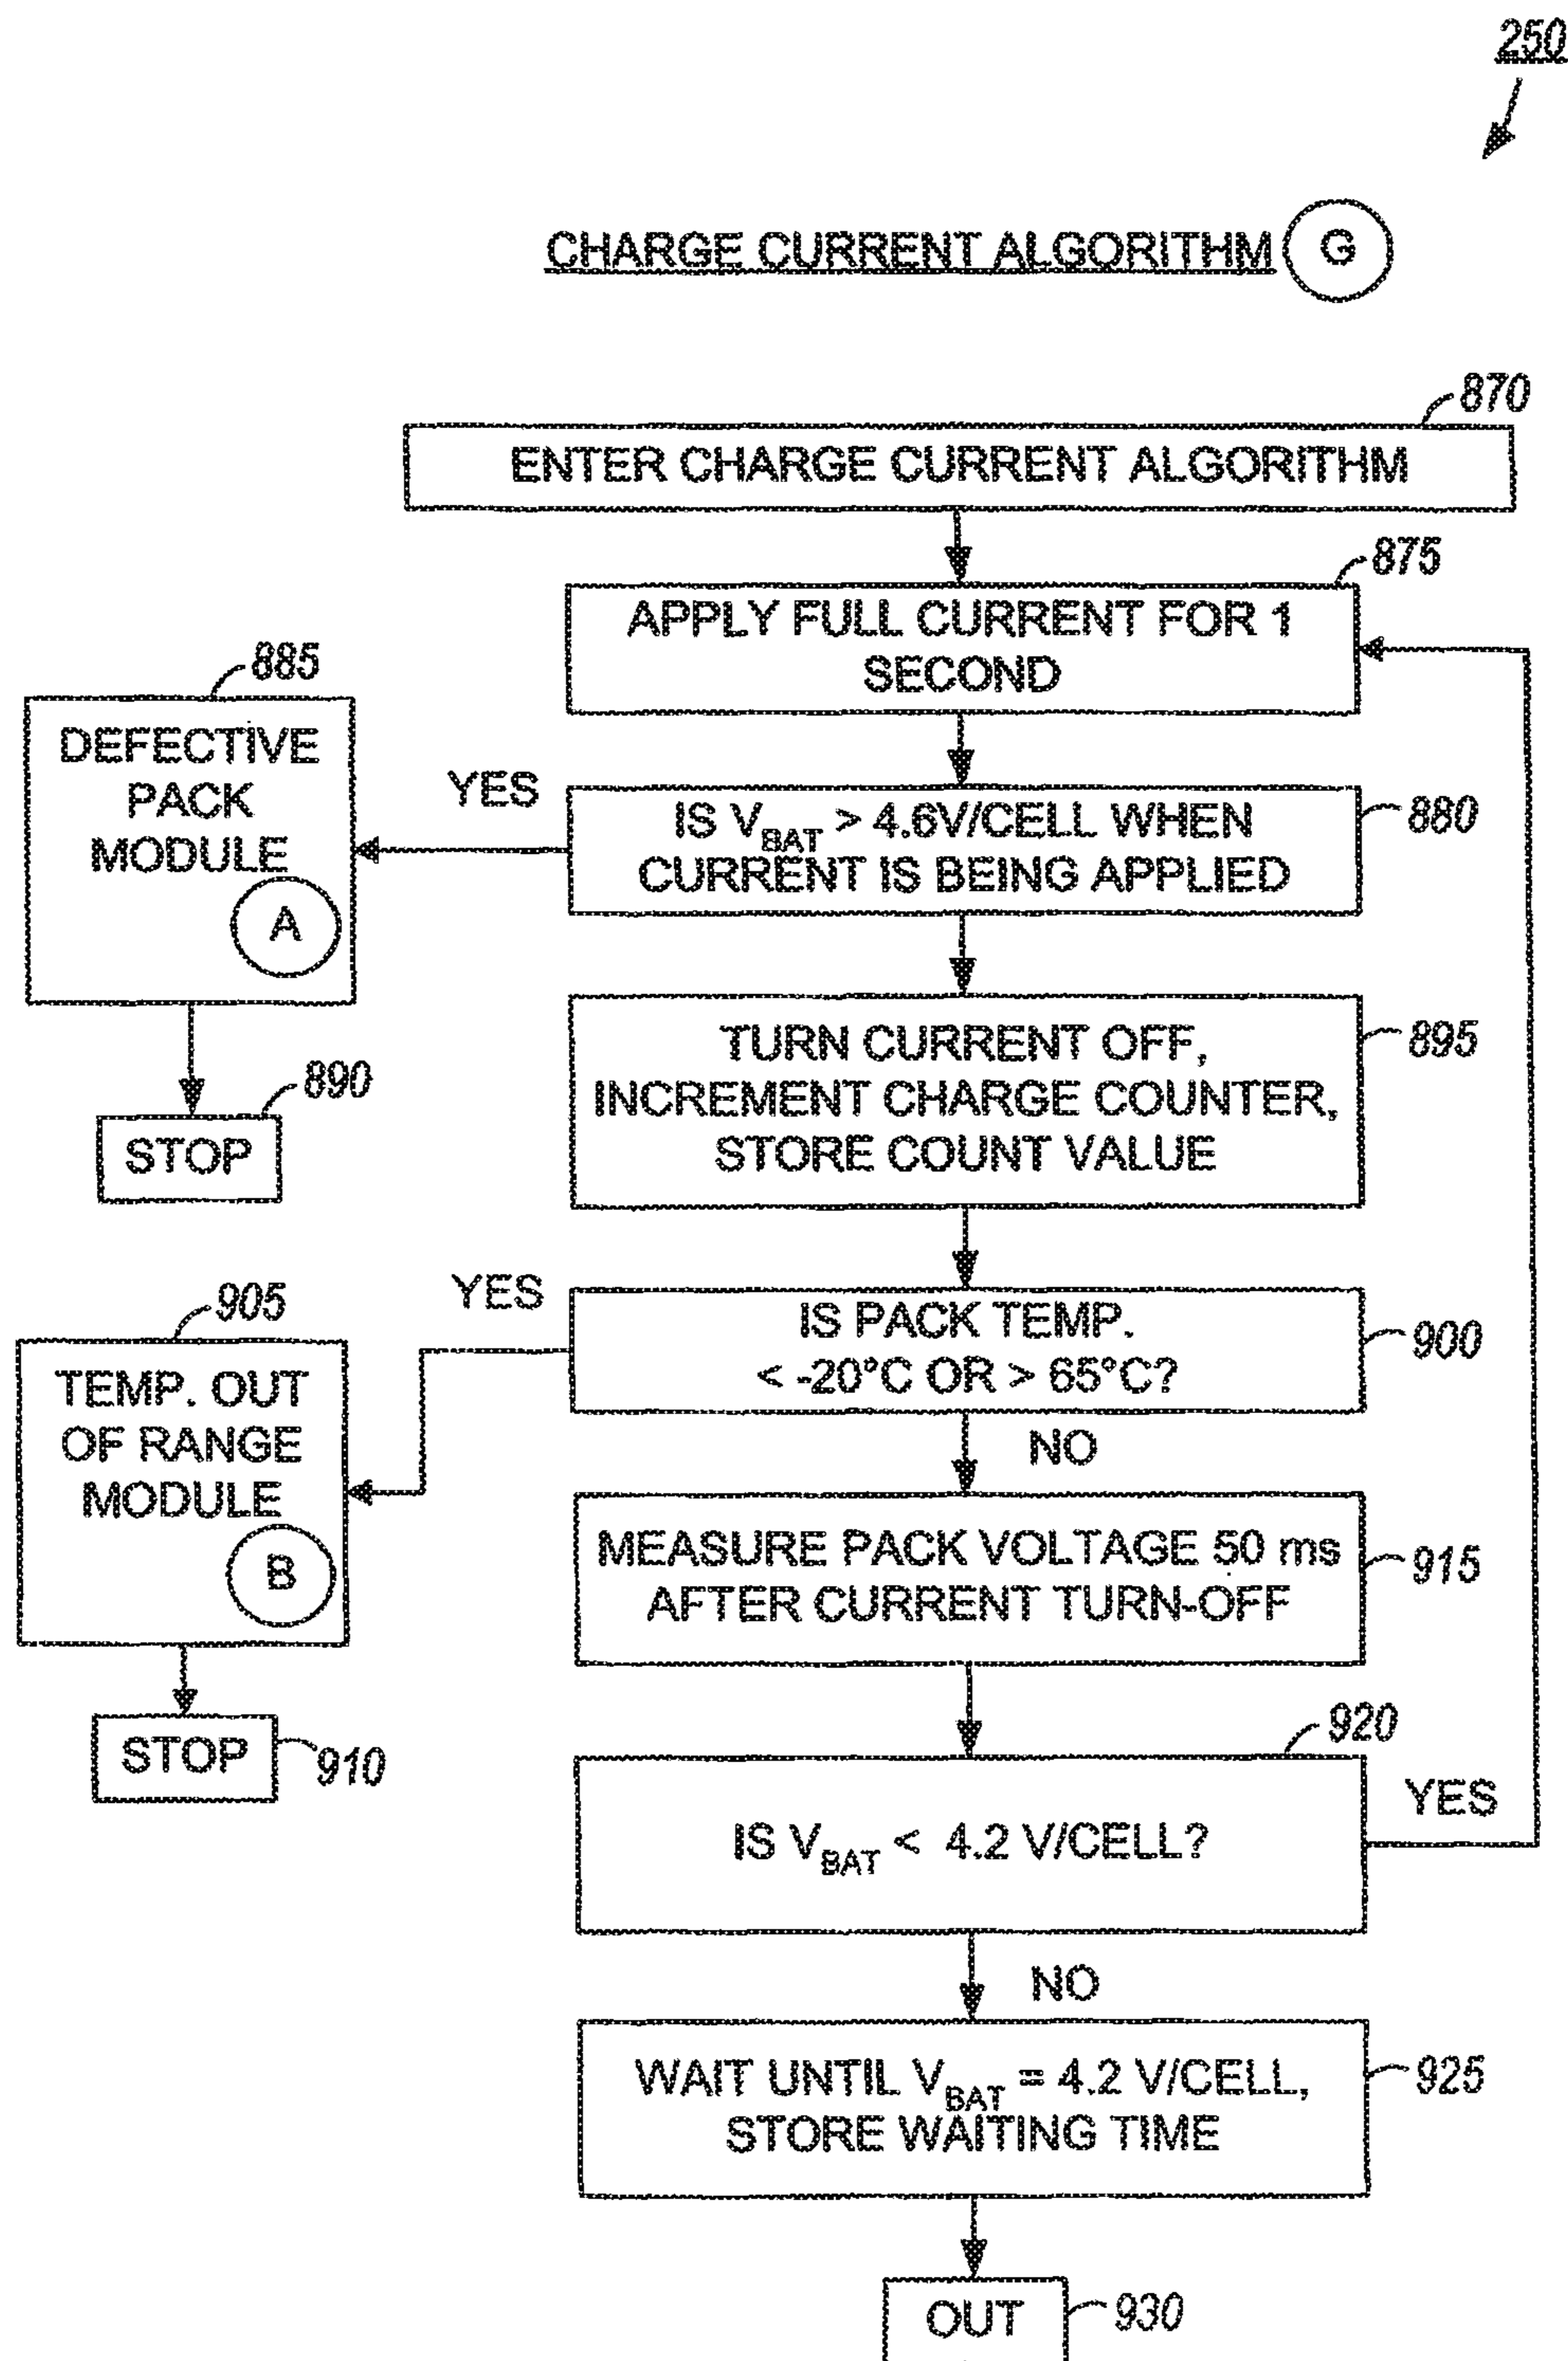 250
CHARGE CURRENT ALGORITHM G
870
ENTER CHARGE CURRENT ALGORITHM
875
APPLY FULL CURRENT FOR 1
SECOND
885
DEFECTIVE
PACK
MODULE
A
YES
880
IS VBAT > 4.6V/CELL WHEN
CURRENT IS BEING APPLIED
890
STOP
895
TURN CURRENT OFF,
INCREMENT CHARGE COUNTER,
STORE COUNT VALUE
905
TEMP. OUT
OF RANGE
MODULE
B
YES
900
IS PACK TEMP.
< -20°C OR > 65°C?
NO
910
STOP
915
MEASURE PACK VOLTAGE 50 ms
AFTER CURRENT TURN-OFF
920
IS VBAT < 4.2 V/CELL?
YES
NO
925
WAIT UNTIL VBAT = 4.2 V/CELL,
STORE WAITING TIME
OUT
930